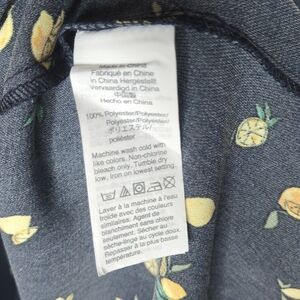 Made in China
Fabriqué en Chine
in China Hergestellt
Vervaardigd in China
中国製
Hecho en China
100% Polyester/
Polyester/Polyester/
Polyester/Polyester/
ポリエステル/
poliéster
Machine wash cold with
like colors. Non-chlorine
bleach only. Tumble dry
low, Iron on lowest setting.
Laver à la machine à l'eau
froide avec des couleurs
similaires. Agent de
blanchiment sans chlore
seulement. Sécher au
sèche-linge au cycle doux.
Repasser à la plus basse
température.